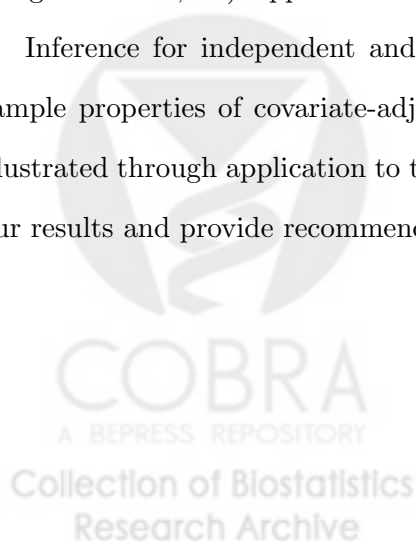 Inference for independent and
ample properties of covariate-adj
llustrated through application to t
ur results and provide recommen
COBRA
A BEPRESS REPOSITORY
Collection of Biostatistics
Research Archive